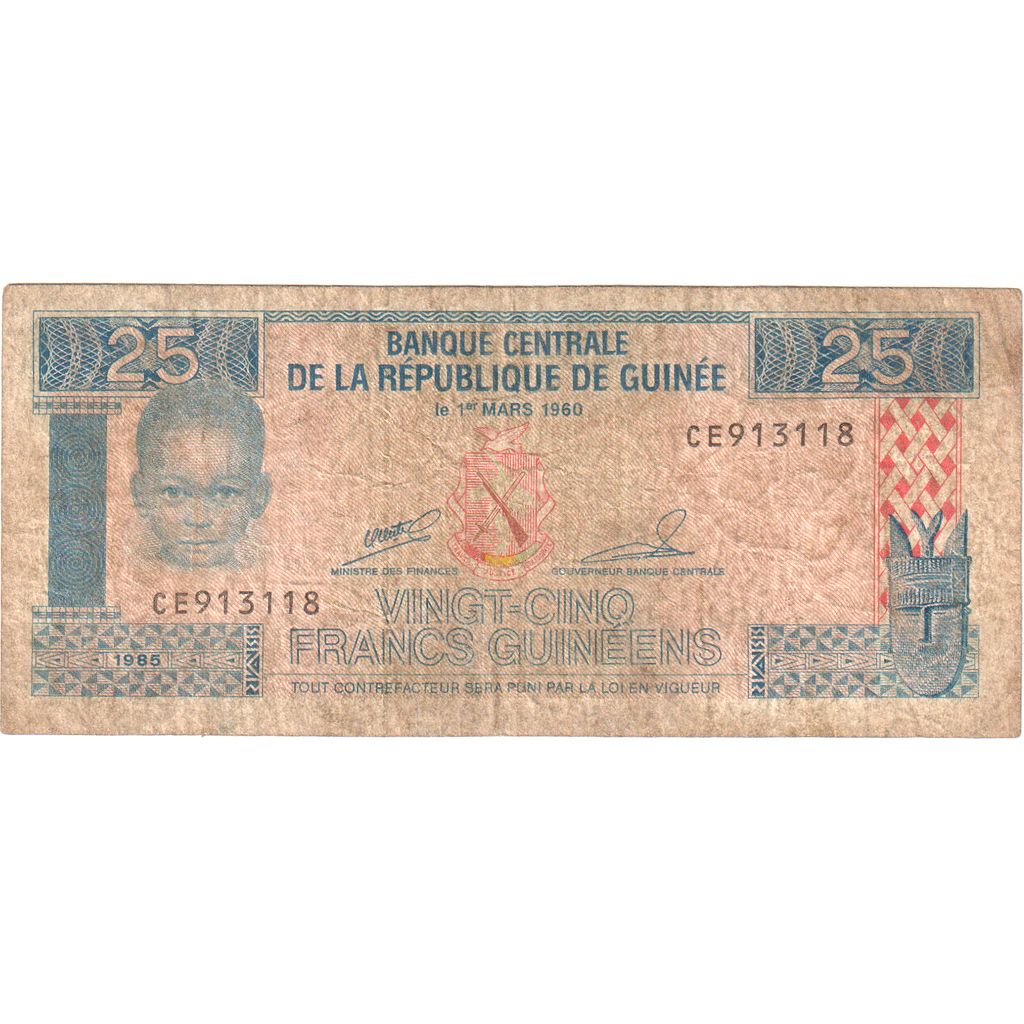 25
25
BANQUE CENTRALE
DE LA RÉPUBLIQUE DE GUINÉE
le 1er MARS 1960
CE913118
MINISTRE DES FINANCES
GOUVERNEUR BANQUE CENTRALE
CE913118
VINGT-CINQ
FRANCS GUINÉENS
1985
TOUT CONTREFACTEUR SERA PUNI PAR LA LOI EN VIGUEUR